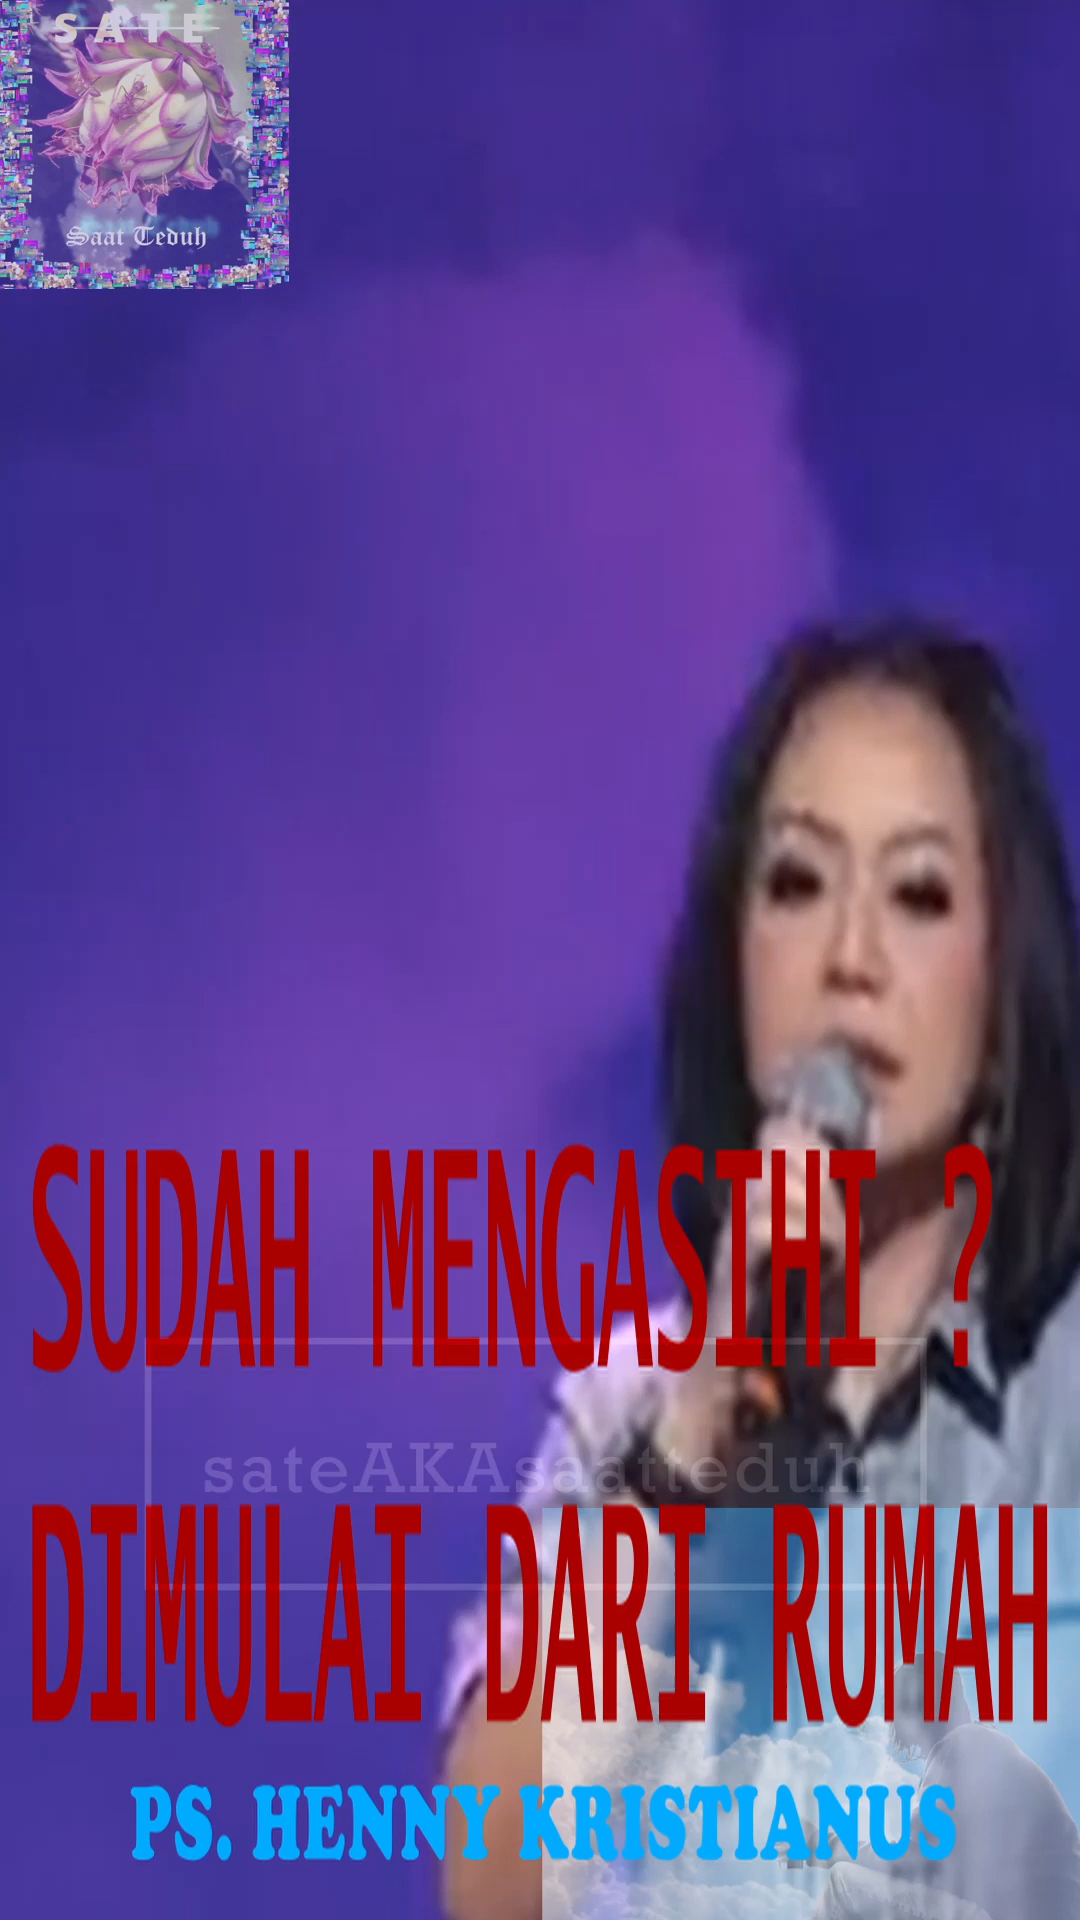 SATE
Saat Teduh
SUDAH MENGASIHI ?
sateAKAsaatteduh
DIMULAI DARI RUMAH
PS. HENNY KRISTIANUS